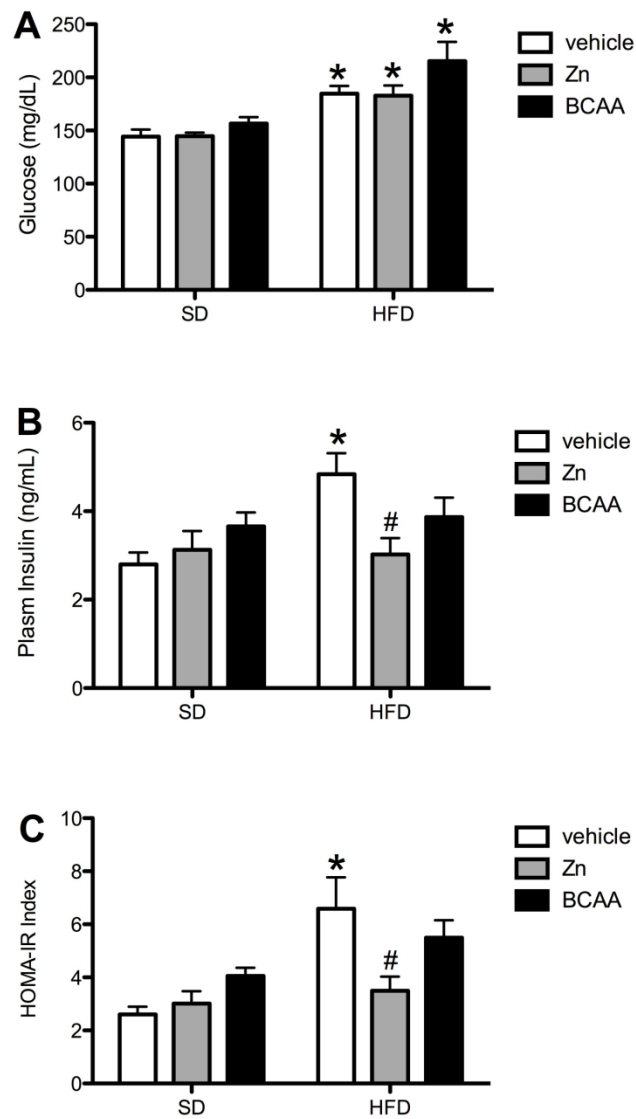 A
Glucose (mg/dL)
250
200
150
100
50
0
* * *
SD HFD
vehicle
Zn
BCAA
B
Plasm Insulin (ng/mL)
6
4
2
0
*
#
SD HFD
vehicle
Zn
BCAA
C
HOMA-IR Index
10
8
6
4
2
0
*
#
SD HFD
vehicle
Zn
BCAA